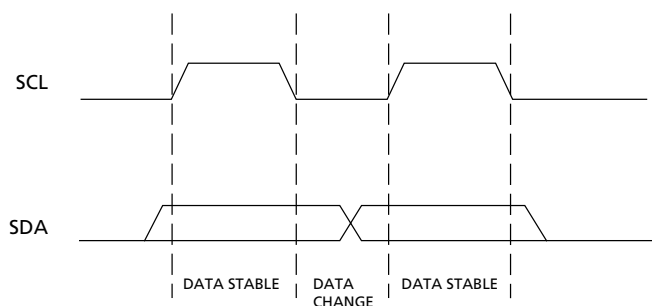 SCL
SDA
DATA STABLE
DATA
CHANGE
DATA STABLE